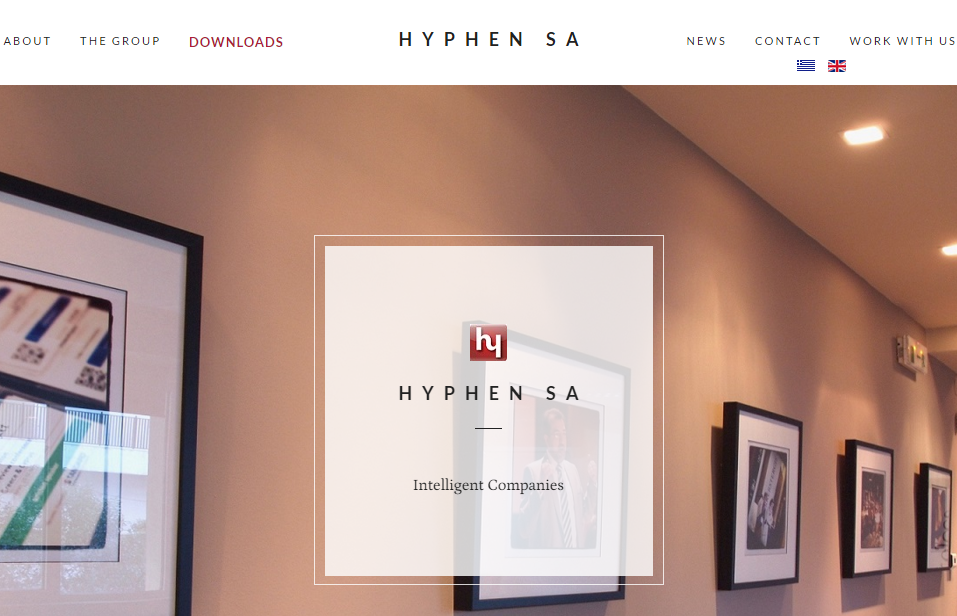 ABOUT THE GROUP DOWNLOADS HYPHEN SA NEWS CONTACT WORK WITH US
hy
HYPHEN SA
Intelligent Companies